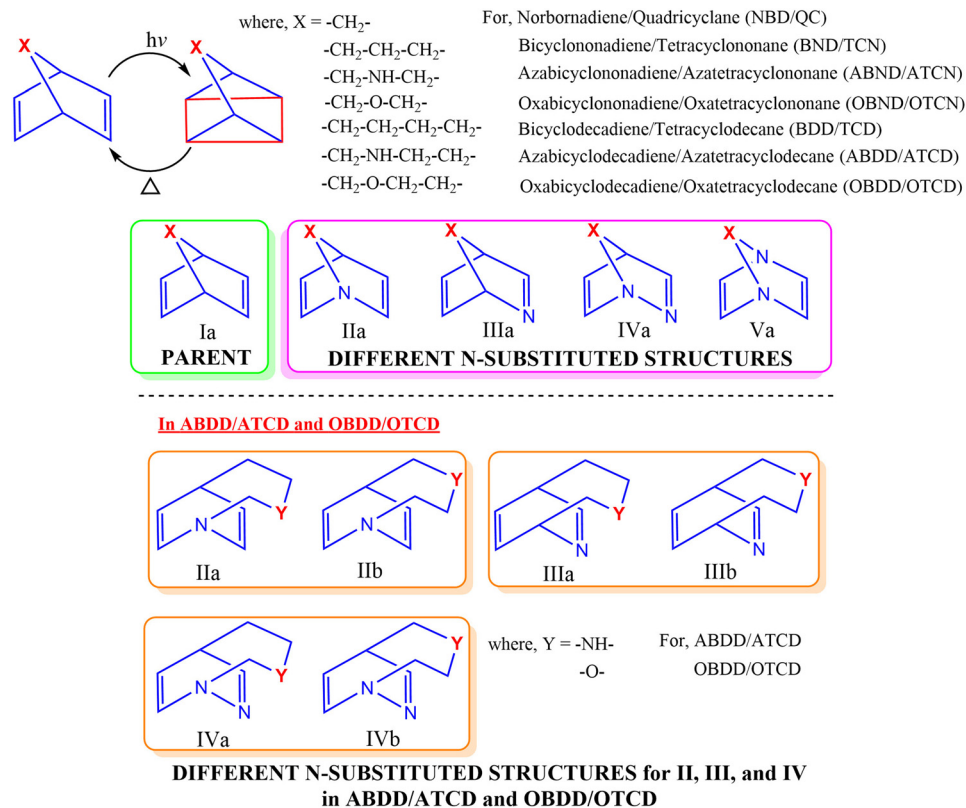 X
hν
X
△
where, X = -CH₂-
For, Norbornadiene/Quadricyclane (NBD/QC)
-CH₂-CH₂-CH₂-
Bicyclononadiene/Tetracyclononane (BND/TCN)
-CH₂-NH-CH₂-
Azabicyclononadiene/Azatetracyclononane (ABND/ATCN)
-CH₂-O-CH₂-
Oxabicyclononadiene/Oxatetracyclononane (OBND/OTCN)
-CH₂-CH₂-CH₂-CH₂-
Bicyclodecadiene/Tetracyclodecane (BDD/TCD)
-CH₂-NH-CH₂-CH₂-
Azabicyclodecadiene/Azatetracyclodecane (ABDD/ATCD)
-CH₂-O-CH₂-CH₂-
Oxabicyclodecadiene/Oxatetracyclodecane (OBDD/OTCD)
X
Ia
PARENT
X
N
IIa
X
N
IIIa
X
N
N
IVa
X
N
N
Va
DIFFERENT N-SUBSTITUTED STRUCTURES
In ABDD/ATCD and OBDD/OTCD
N
Y
IIa
N
Y
IIb
Y
N
IIIa
Y
N
IIIb
N
Y
N
IVa
N
Y
N
IVb
where, Y = -NH-
For, ABDD/ATCD
-O-
OBDD/OTCD
DIFFERENT N-SUBSTITUTED STRUCTURES for II, III, and IV
in ABDD/ATCD and OBDD/OTCD